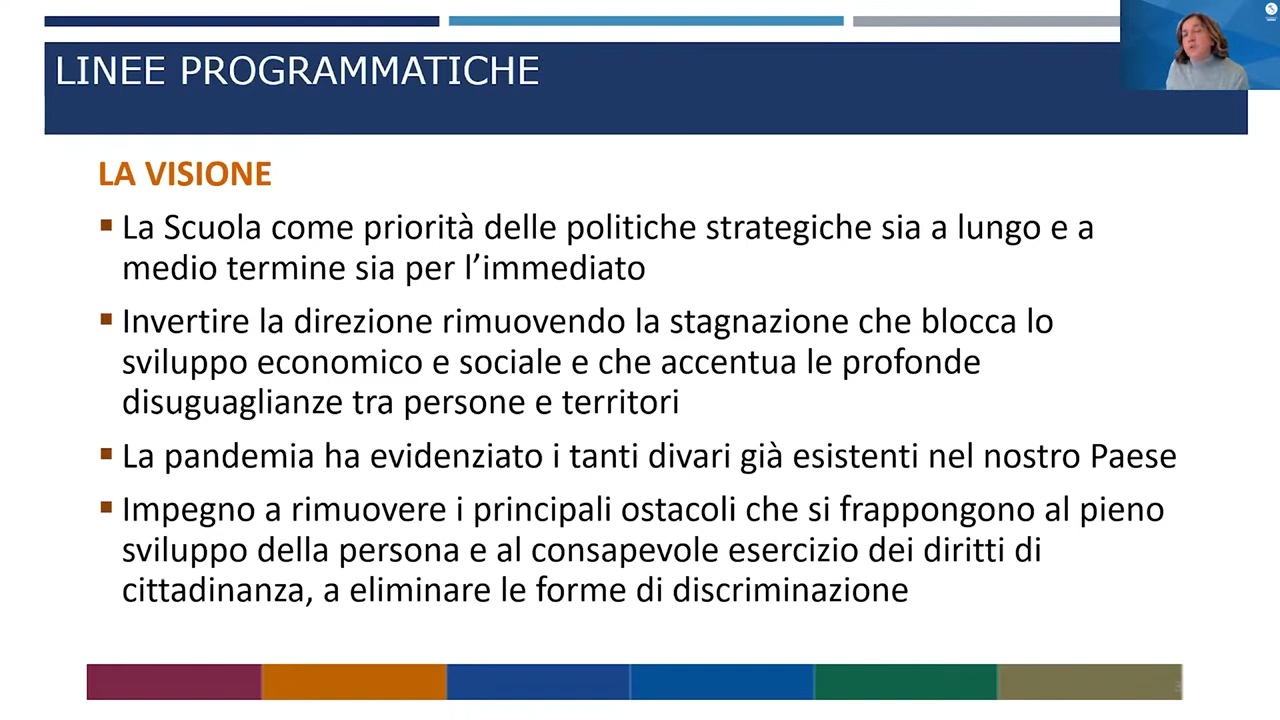 LINEE PROGRAMMATICHE
LA VISIONE
▪ La Scuola come priorità delle politiche strategiche sia a lungo e a
medio termine sia per l’immediato
▪ Invertire la direzione rimuovendo la stagnazione che blocca lo
sviluppo economico e sociale e che accentua le profonde
disuguaglianze tra persone e territori
▪ La pandemia ha evidenziato i tanti divari già esistenti nel nostro Paese
▪ Impegno a rimuovere i principali ostacoli che si frappongono al pieno
sviluppo della persona e al consapevole esercizio dei diritti di
cittadinanza, a eliminare le forme di discriminazione